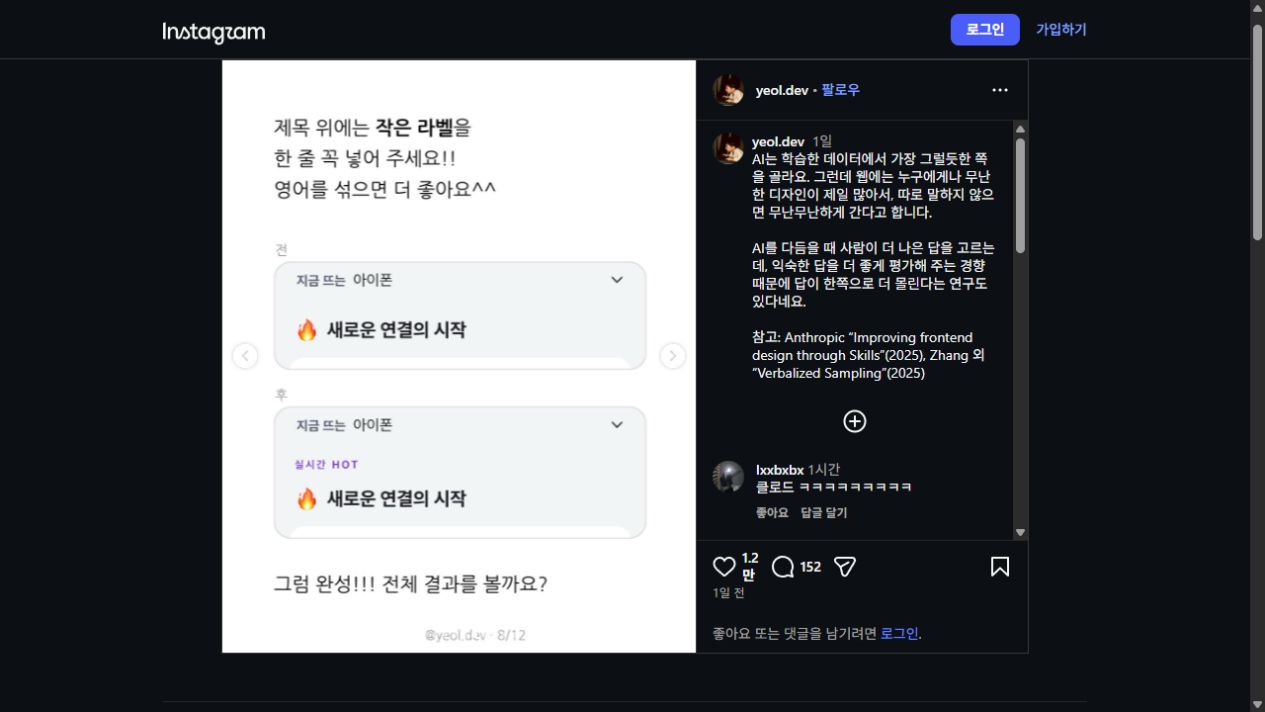 Instagram
로그인
가입하기
제목 위에는 작은 라벨을
한 줄 꼭 넣어 주세요!!
영어를 섞으면 더 좋아요^^
전
지금 뜨는 아이폰
🔥 새로운 연결의 시작
후
지금 뜨는 아이폰
실시간 HOT
🔥 새로운 연결의 시작
그럼 완성!!! 전체 결과를 볼까요?
@yeol.dev · 8/12
yeol.dev • 팔로우
yeol.dev 1일
AI는 학습한 데이터에서 가장 그럴듯한 쪽
을 골라요. 그런데 웹에는 누구에게나 무난
한 디자인이 제일 많아서, 따로 말하지 않으
면 무난무난하게 간다고 합니다.
AI를 다듬을 때 사람이 더 나은 답을 고르는
데, 익숙한 답을 더 좋게 평가해 주는 경향
때문에 답이 한쪽으로 더 몰린다는 연구도
있다네요.
참고: Anthropic “Improving frontend
design through Skills”(2025), Zhang 외
“Verbalized Sampling”(2025)
lxxbxbx 1시간
클로드 ㅋㅋㅋㅋㅋㅋㅋㅋㅋ
좋아요 답글 달기
1.2
만
152
1일 전
좋아요 또는 댓글을 남기려면 로그인.